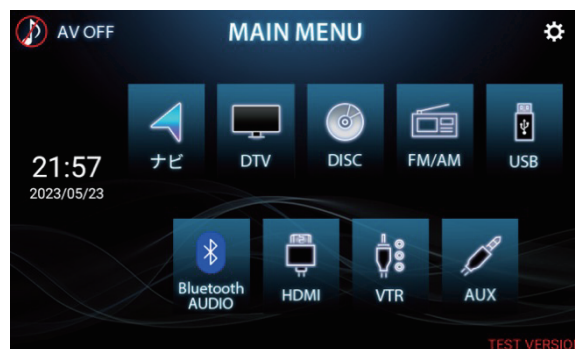 AV OFF
MAIN MENU
ナビ
DTV
DISC
FM/AM
USB
21:57
2023/05/23
Bluetooth
AUDIO
HDMI
VTR
AUX
TEST VERSION